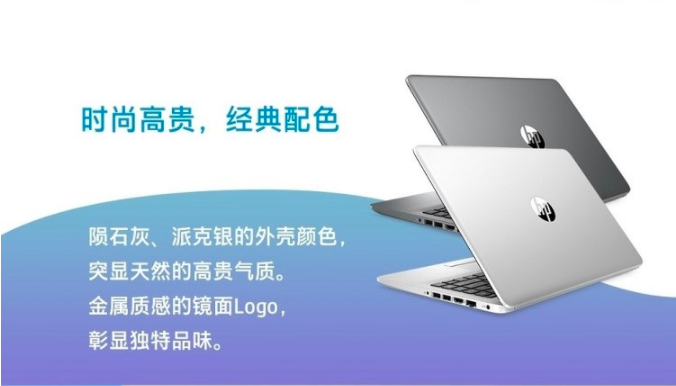 时尚高贵，经典配色
陨石灰、派克银的外壳颜色，
突显天然的高贵气质。
金属质感的镜面Logo，
彰显独特品味。
hp
hp